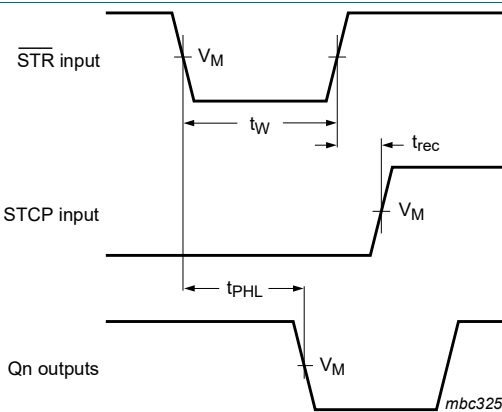 STR input
VM
tW
trec
STCP input
VM
tPHL
Qn outputs
VM
mbc325